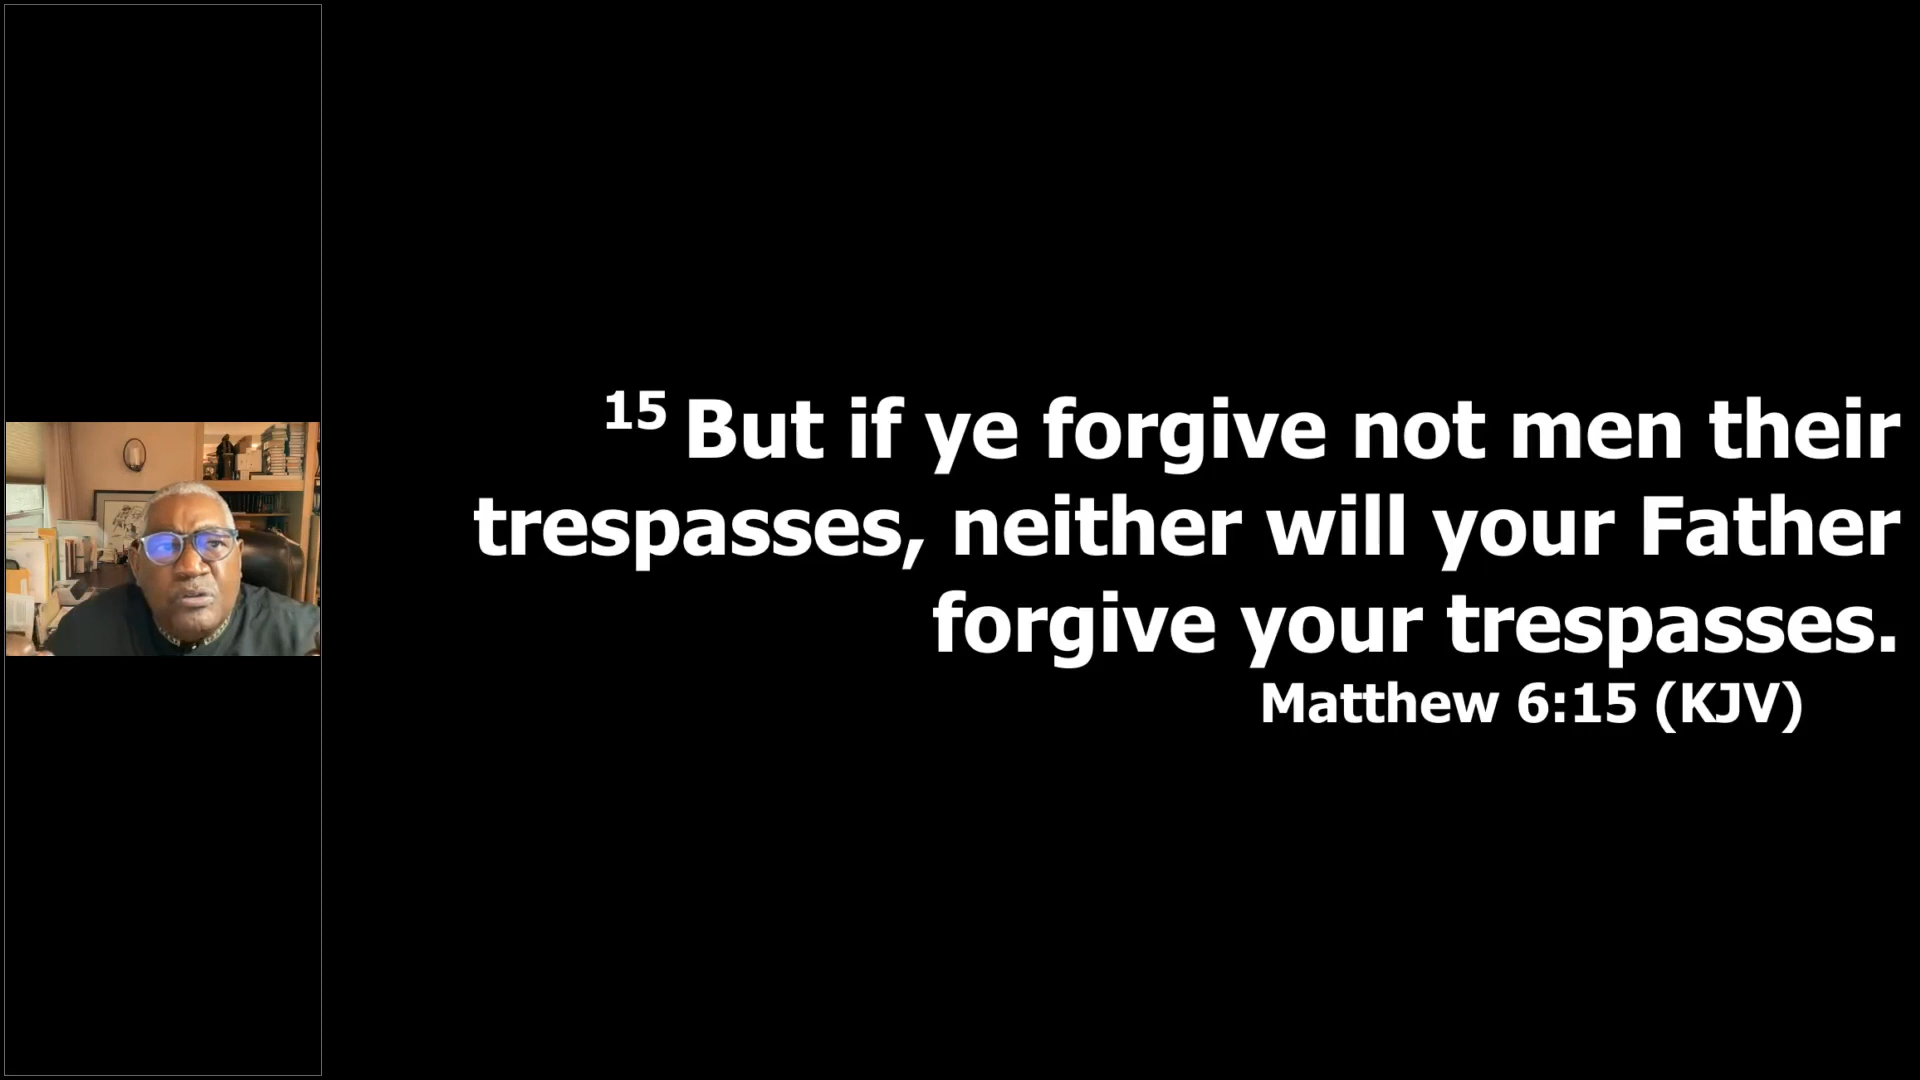 15 But if ye forgive not men their
trespasses, neither will your Father
forgive your trespasses.
Matthew 6:15 (KJV)